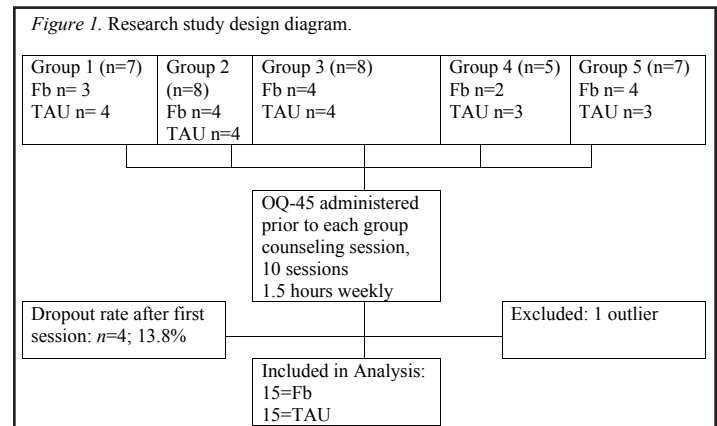 Figure 1. Research study design diagram.
Group 1 (n=7)
Fb n= 3
TAU n= 4
Group 2
(n=8)
Fb n=4
TAU n=4
Group 3 (n=8)
Fb n=4
TAU n=4
Group 4 (n=5)
Fb n=2
TAU n=3
Group 5 (n=7)
Fb n= 4
TAU n=3
OQ-45 administered
prior to each group
counseling session,
10 sessions
1.5 hours weekly
Dropout rate after first
session: n=4; 13.8%
Excluded: 1 outlier
Included in Analysis:
15=Fb
15=TAU